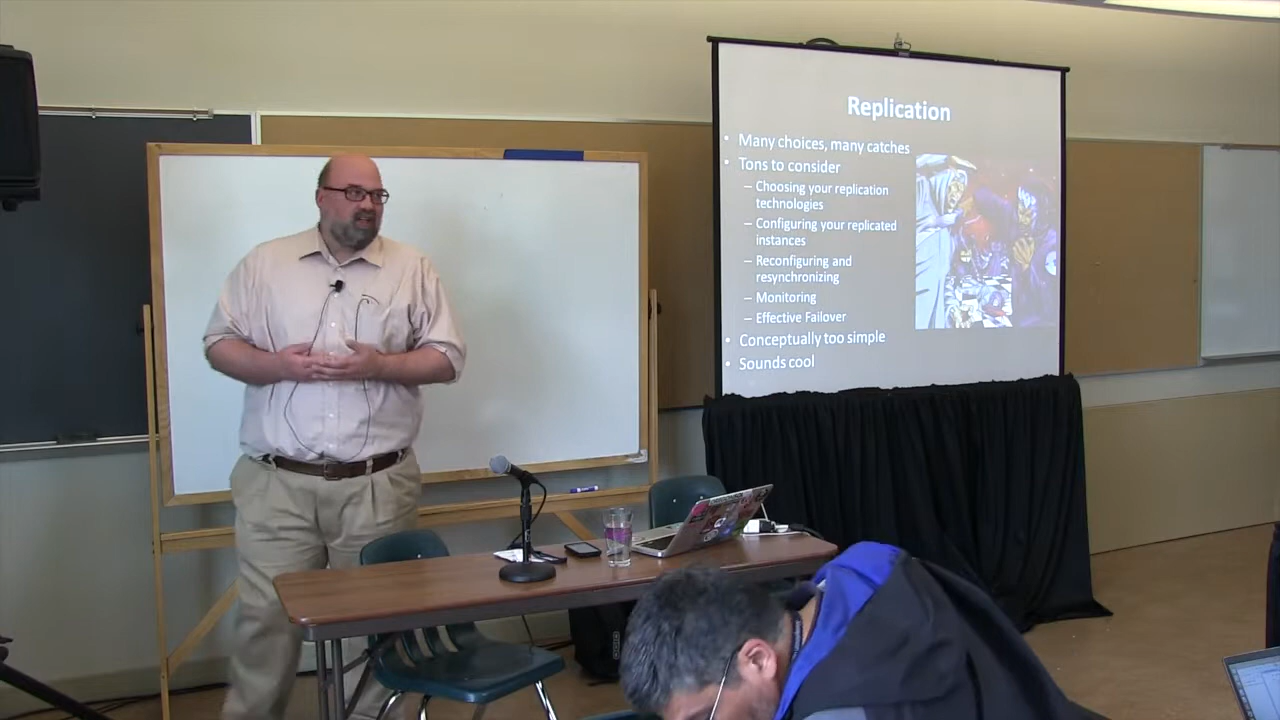 Replication
• Many choices, many catches
• Tons to consider
– Choosing your replication
technologies
– Configuring your replicated
instances
– Reconfiguring and
resynchronizing
– Monitoring
– Effective Failover
• Conceptually too simple
• Sounds cool